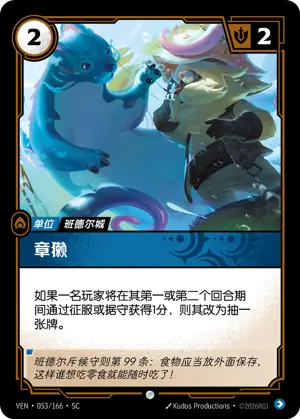 2
2
单位 班德尔城
章獭
如果一名玩家将在其第一或第二个回合期
间通过征服或据守获得1分，则其改为抽一
张牌。
班德尔斥候守则第 99 条：食物应当放外面保存，
这样谁想吃零食就能随时吃了！
VEN • 053/166 • SC
Kudos Productions • ©2026RGI